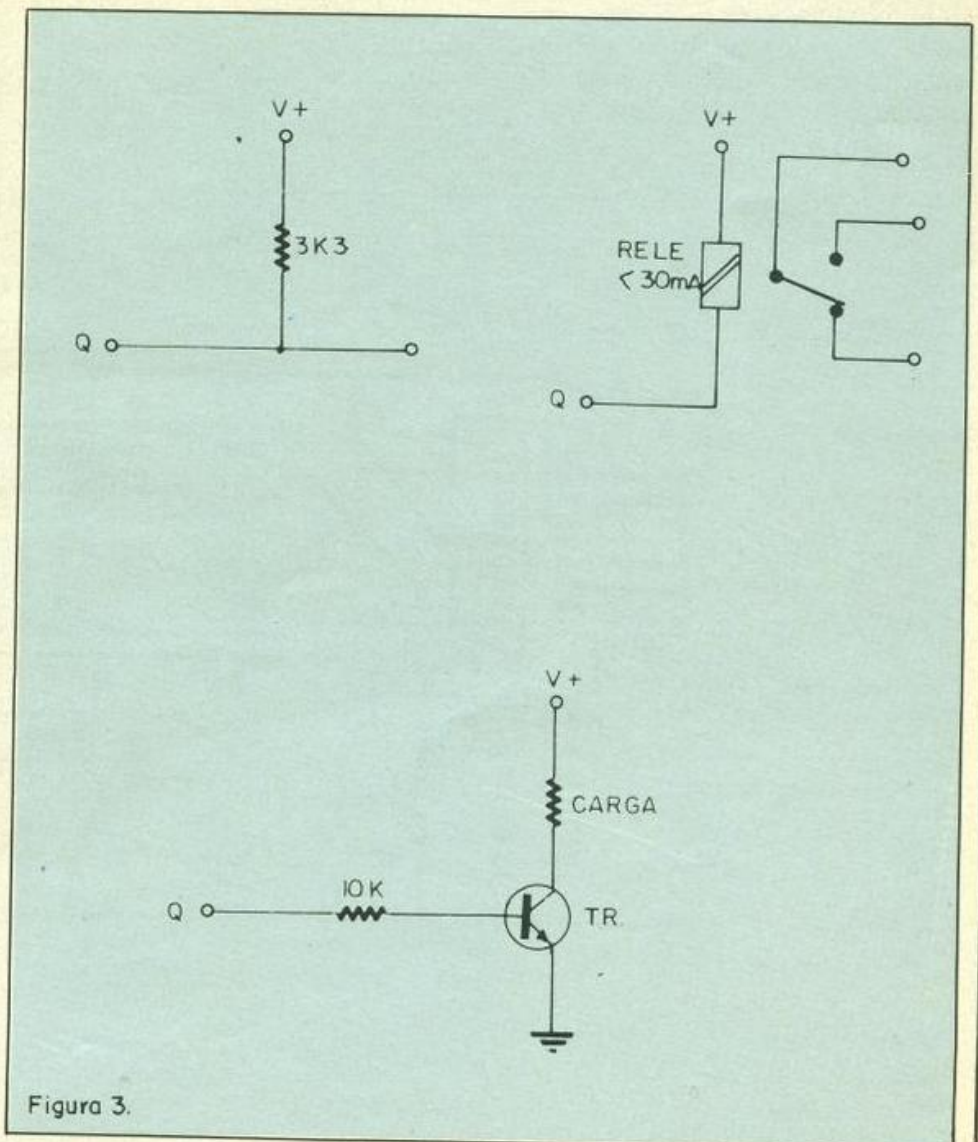 V+
3K3
Q
V+
RELE
< 30mA
Q
V+
CARGA
10K
Q
TR.
Figura 3.